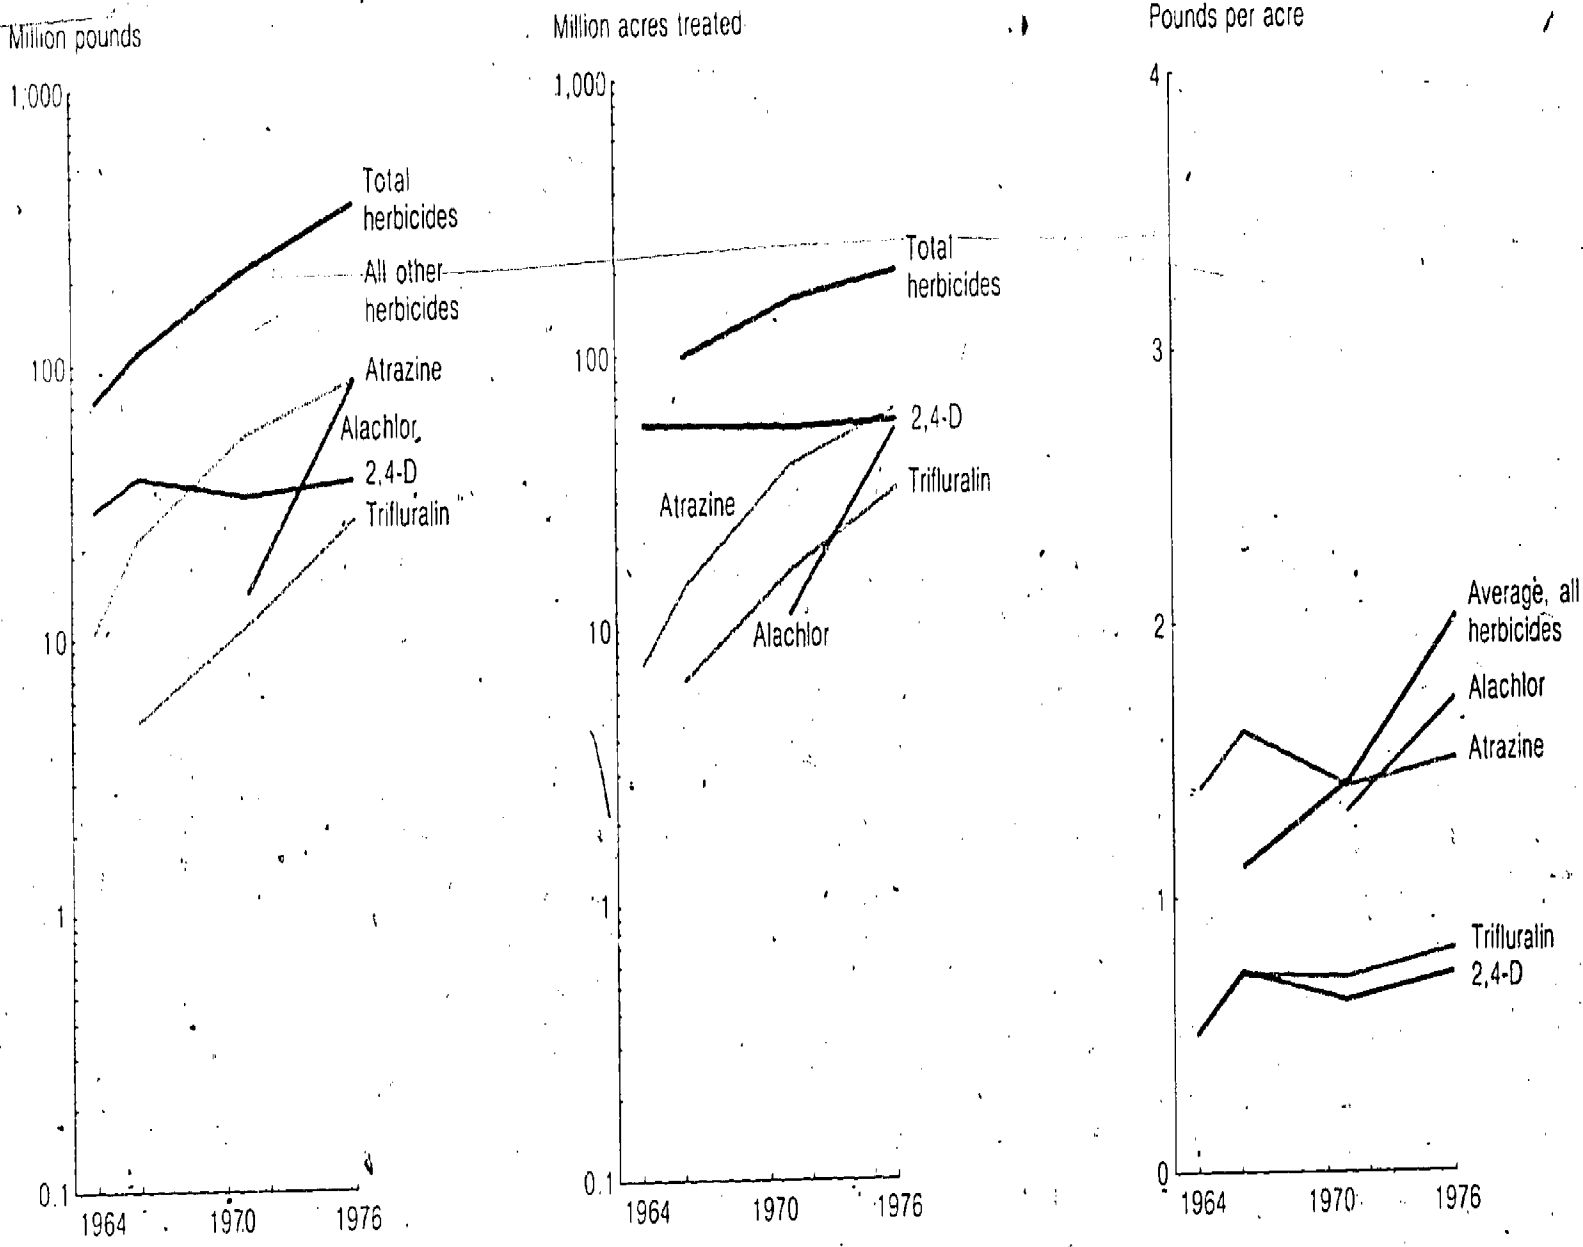 Million pounds
1,000
100
10
1
0.1
1964 1970 1976
Total
herbicides
All other
herbicides
Atrazine
Alachlor
2,4-D
Trifluralin
Million acres treated
1,000
100
10
1
0.1
1964 1970 1976
Total
herbicides
2,4-D
Trifluralin
Atrazine
Alachlor
Pounds per acre
4
3
2
1
0
1964 1970 1976
Average, all
herbicides
Alachlor
Atrazine
Trifluralin
2,4-D